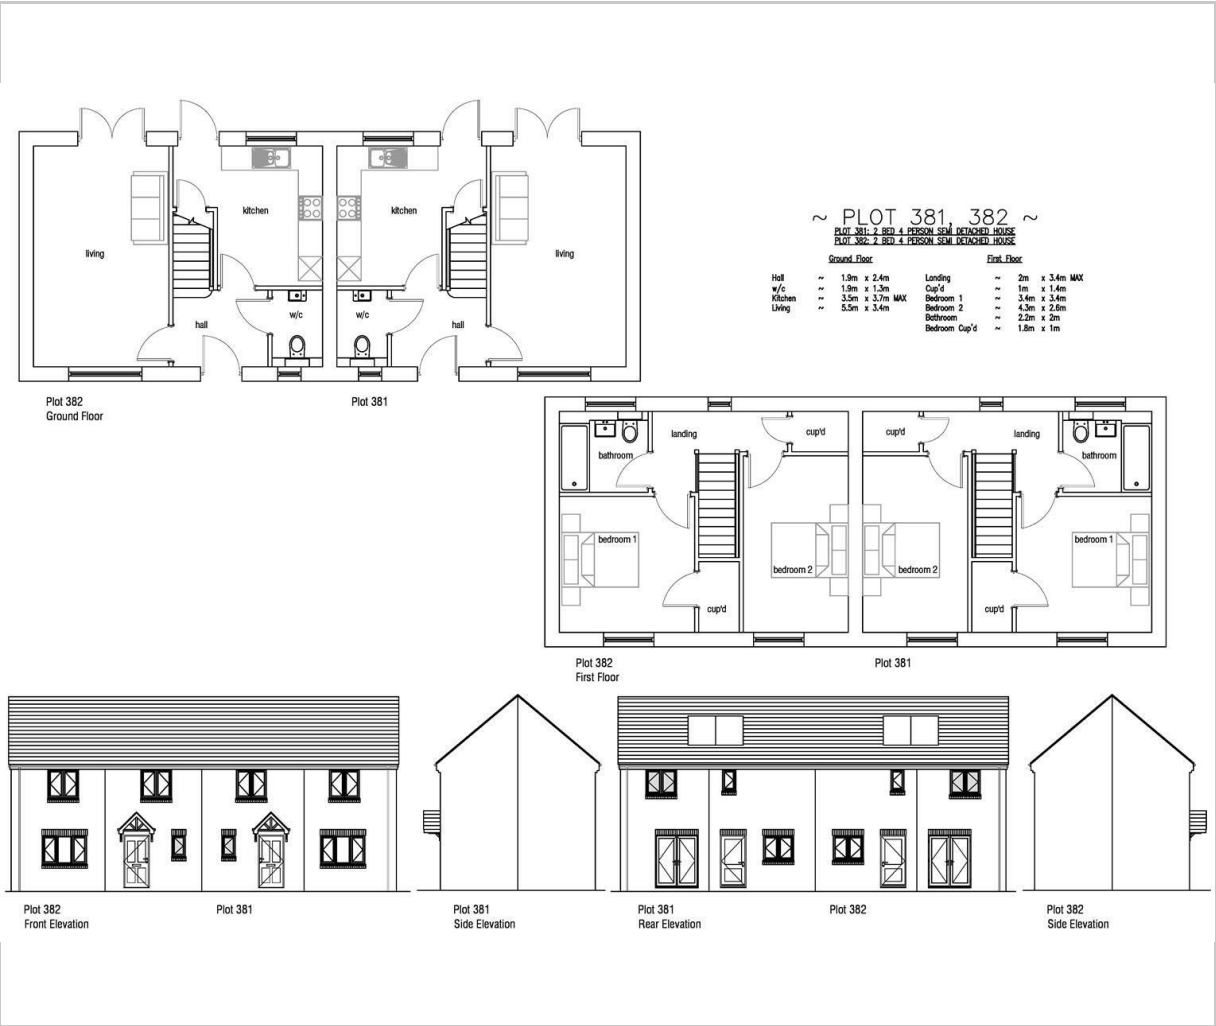 kitchen
kitchen
living
living
w/c
w/c
hall
hall
Plot 382
Ground Floor
Plot 381
~ PLOT 381, 382 ~
PLOT 381: 2 BED 4 PERSON SEMI DETACHED HOUSE
PLOT 382: 2 BED 4 PERSON SEMI DETACHED HOUSE
Ground Floor
Hall ~ 1.9m x 2.4m
w/c ~ 1.9m x 1.3m
Kitchen ~ 3.5m x 3.7m MAX
Living ~ 5.5m x 3.4m
First Floor
Landing ~ 2m x 3.4m MAX
Cup'd ~ 1m x 1.4m
Bedroom 1 ~ 3.4m x 3.4m
Bedroom 2 ~ 4.3m x 2.6m
Bathroom ~ 2.2m x 2m
Bedroom Cup'd ~ 1.8m x 1m
landing
cup'd
cup'd
landing
bathroom
bathroom
bedroom 1
bedroom 2
bedroom 2
bedroom 1
cup'd
cup'd
Plot 382
First Floor
Plot 381
Plot 382
Front Elevation
Plot 381
Plot 381
Side Elevation
Plot 381
Rear Elevation
Plot 382
Plot 382
Side Elevation